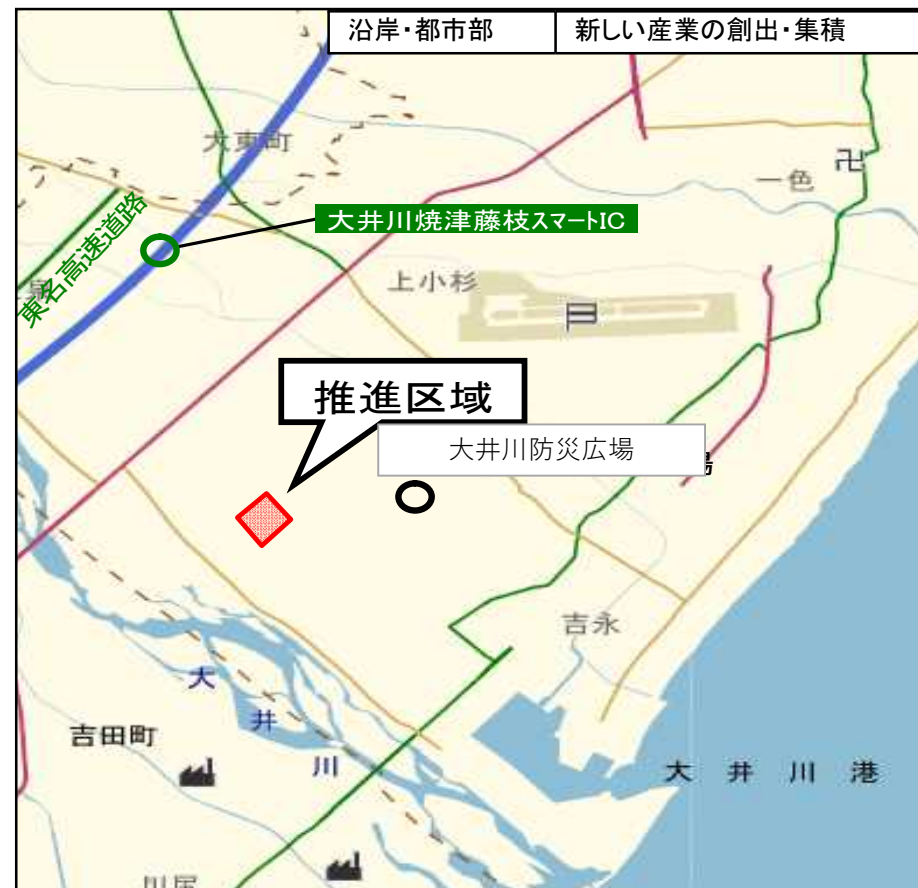 沿岸・都市部
新しい産業の創出・集積
大東町
一色
大井川焼津藤枝スマートIC
東名高速道路
上小杉
推進区域
大井川防災広場
吉永
大井川
吉田町
大井川港
川尻